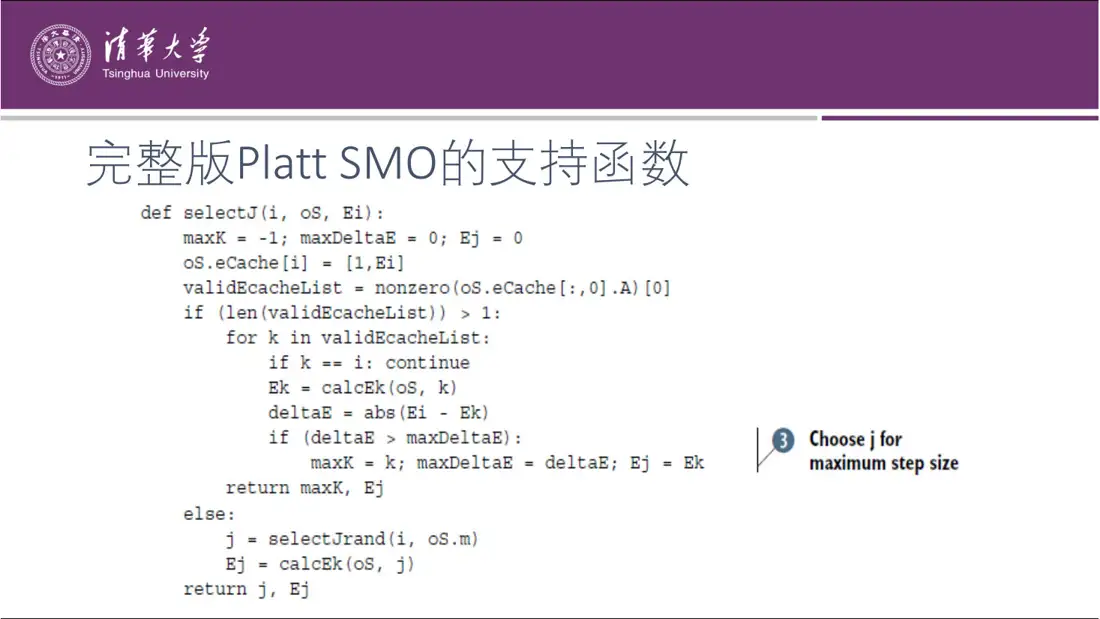 清华大学
Tsinghua University
完整版Platt SMO的支持函数
def selectJ(i, oS, Ei):
    maxK = -1; maxDeltaE = 0; Ej = 0
    oS.eCache[i] = [1,Ei]
    validEcacheList = nonzero(oS.eCache[:,0].A)[0]
    if (len(validEcacheList)) > 1:
        for k in validEcacheList:
            if k == i: continue
            Ek = calcEk(oS, k)
            deltaE = abs(Ei - Ek)
            if (deltaE > maxDeltaE):
                maxK = k; maxDeltaE = deltaE; Ej = Ek
        return maxK, Ej
    else:
        j = selectJrand(i, oS.m)
        Ej = calcEk(oS, j)
    return j, Ej
3 Choose j for
maximum step size